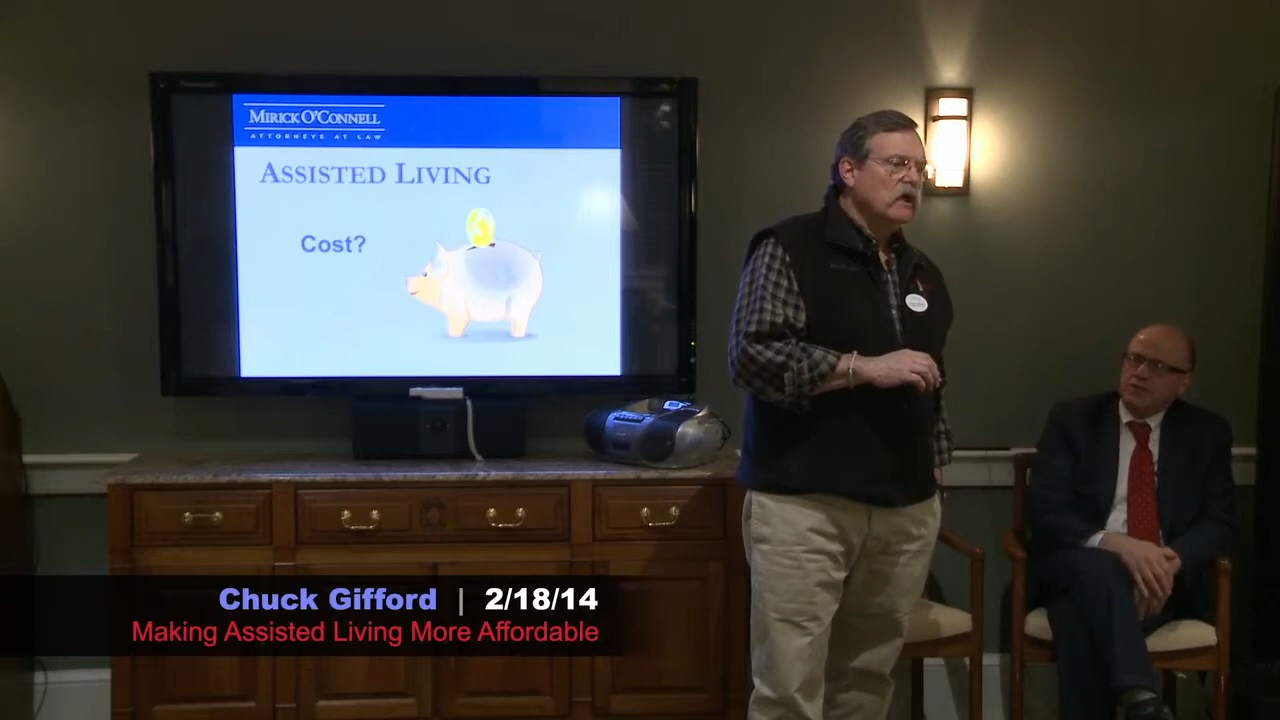 MIRICK O'CONNELL
ATTORNEYS AT LAW
ASSISTED LIVING
Cost?
Chuck Gifford | 2/18/14
Making Assisted Living More Affordable